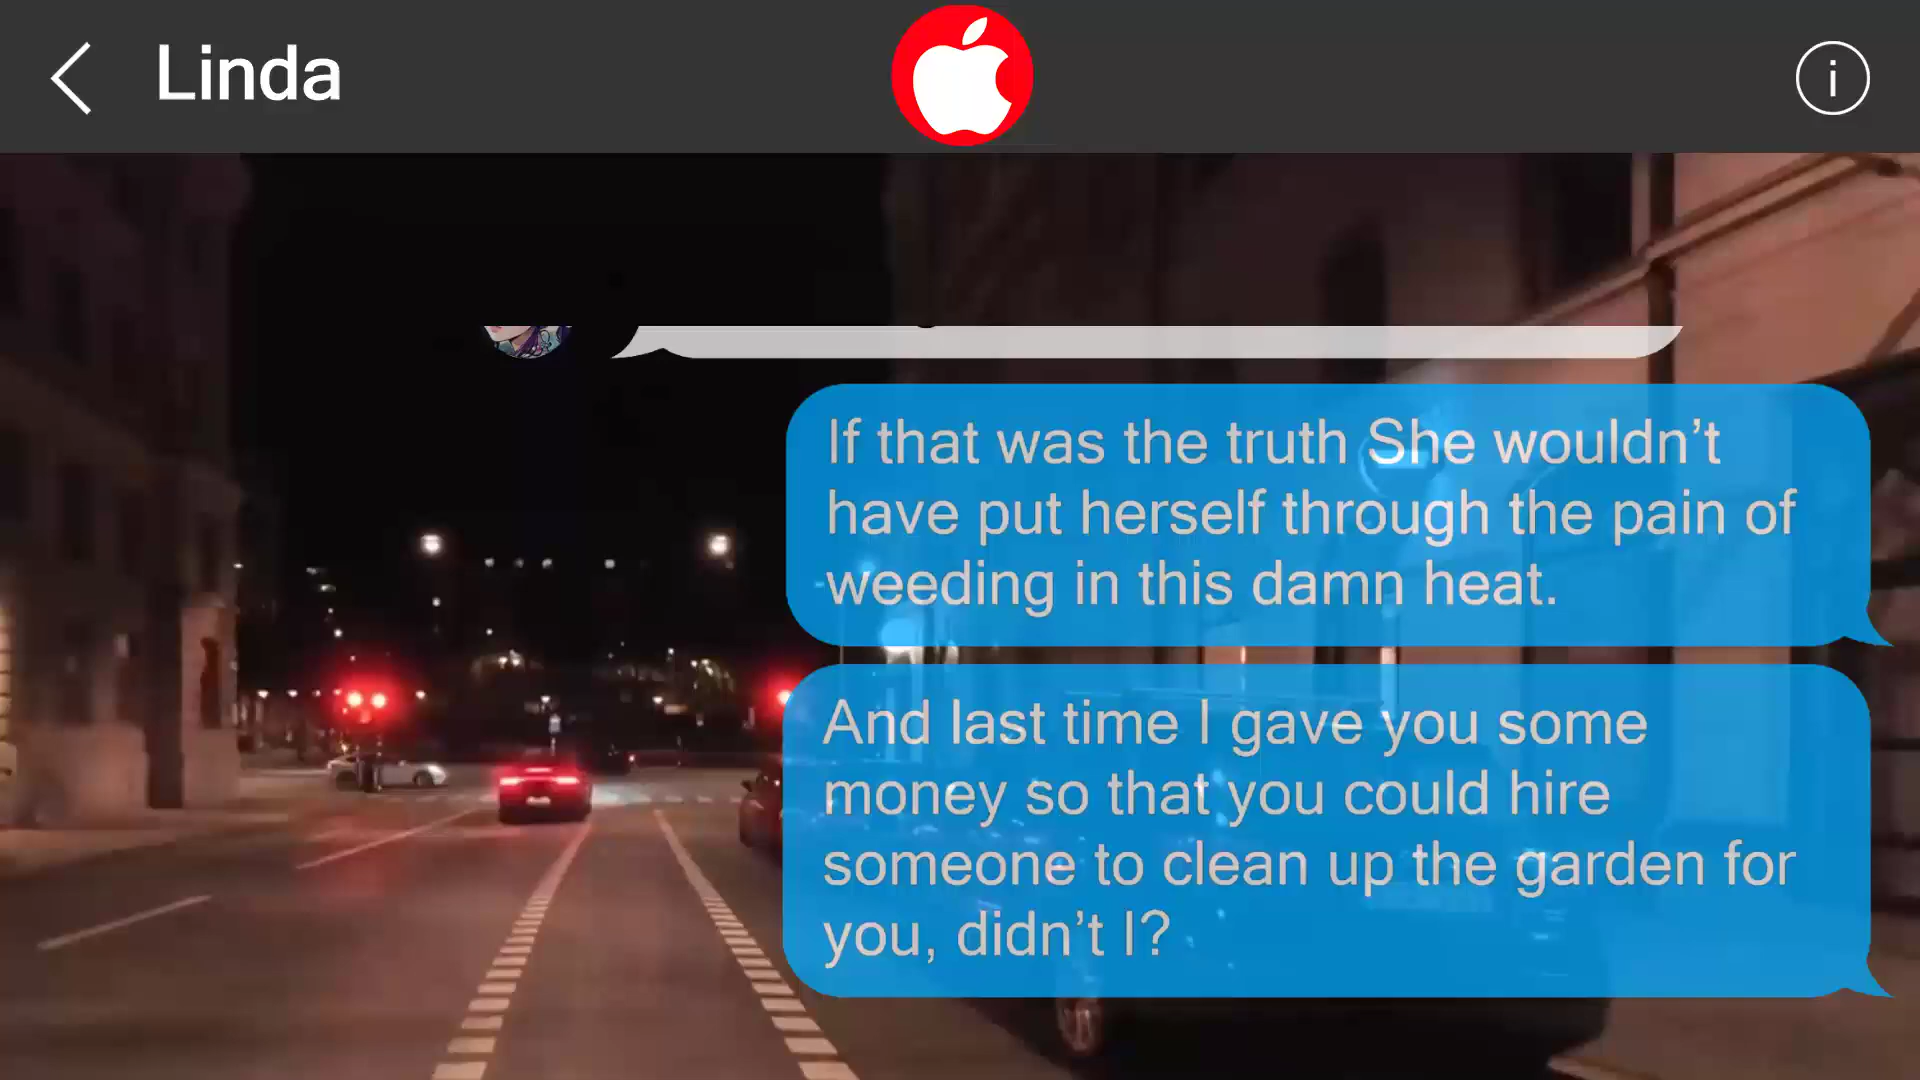 Linda
If that was the truth She wouldn't
have put herself through the pain of
weeding in this damn heat.
And last time I gave you some
money so that you could hire
someone to clean up the garden for
you, didn't I?